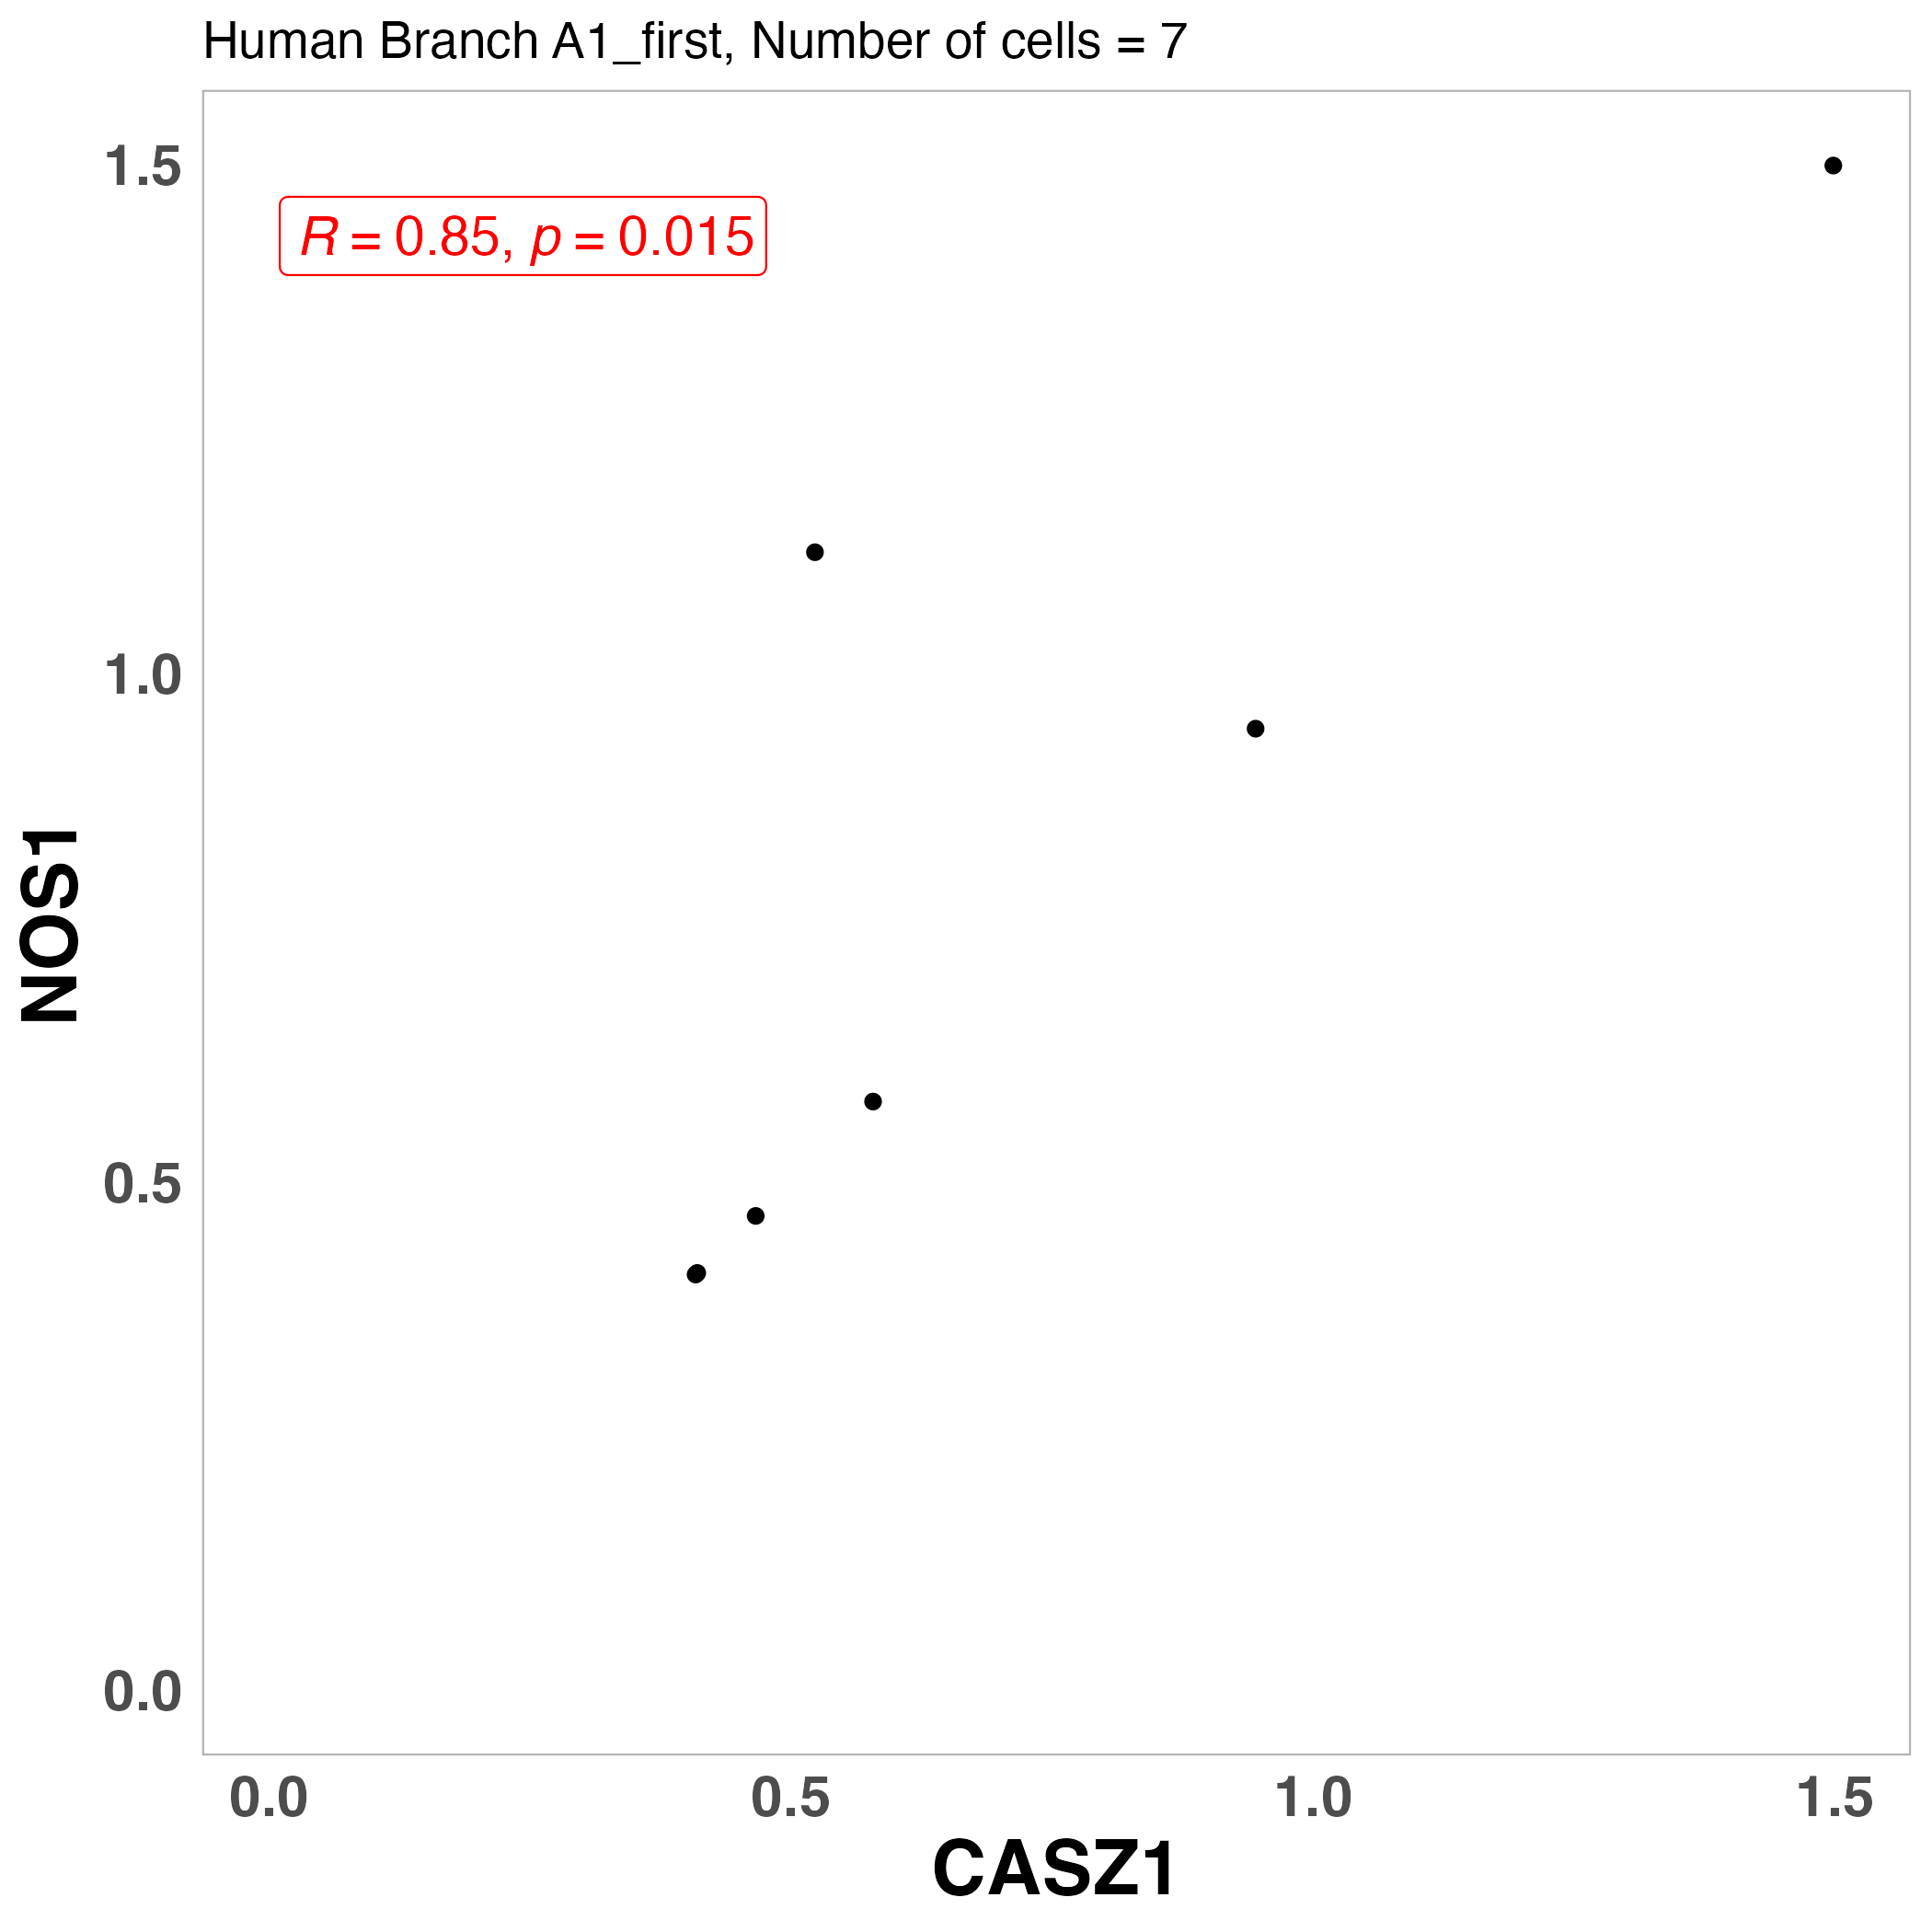 Human Branch A1_first, Number of cells = 7
1.5
R = 0.85, p = 0.015
1.0
NOS1
0.5
0.0
0.0 0.5 1.0 1.5
CASZ1